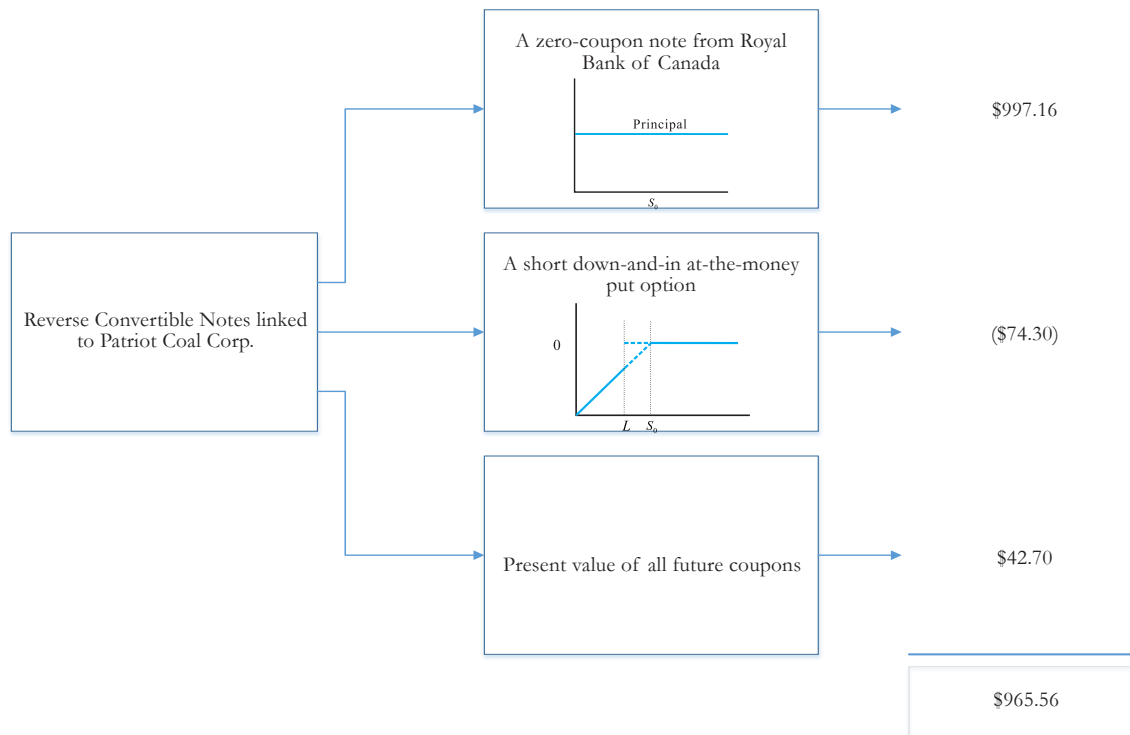 A zero-coupon note from Royal
Bank of Canada
Principal
S₀
$997.16
Reverse Convertible Notes linked
to Patriot Coal Corp.
A short down-and-in at-the-money
put option
0
L S₀
($74.30)
Present value of all future coupons
$42.70
$965.56